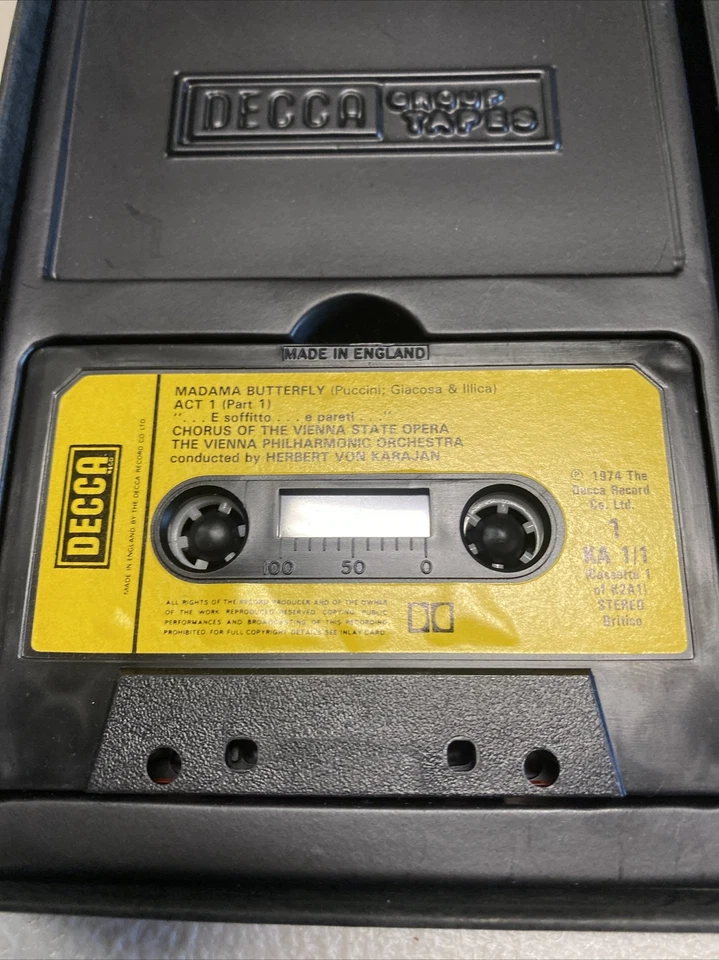 DECCA GROUP TAPES
MADE IN ENGLAND
MADAMA BUTTERFLY (Puccini; Giacosa & Illica)
ACT 1 (Part 1)
". . . E soffitto . . . e pareti . . ."
CHORUS OF THE VIENNA STATE OPERA
THE VIENNA PHILHARMONIC ORCHESTRA
conducted by HERBERT VON KARAJAN
DECCA
MADE IN ENGLAND BY THE DECCA RECORD CO. LTD.
℗ 1974 The
Decca Record
Co. Ltd.
1
KA 1/1
(Cassette 1
of K2A1)
STEREO
Britico
100 50 0
ALL RIGHTS OF THE RECORD PRODUCER AND OF THE OWNER
OF THE WORK REPRODUCED RESERVED. COPYING, PUBLIC
PERFORMANCES AND BROADCASTING OF THIS RECORDING
PROHIBITED. FOR FULL COPYRIGHT DETAILS SEE INLAY CARD